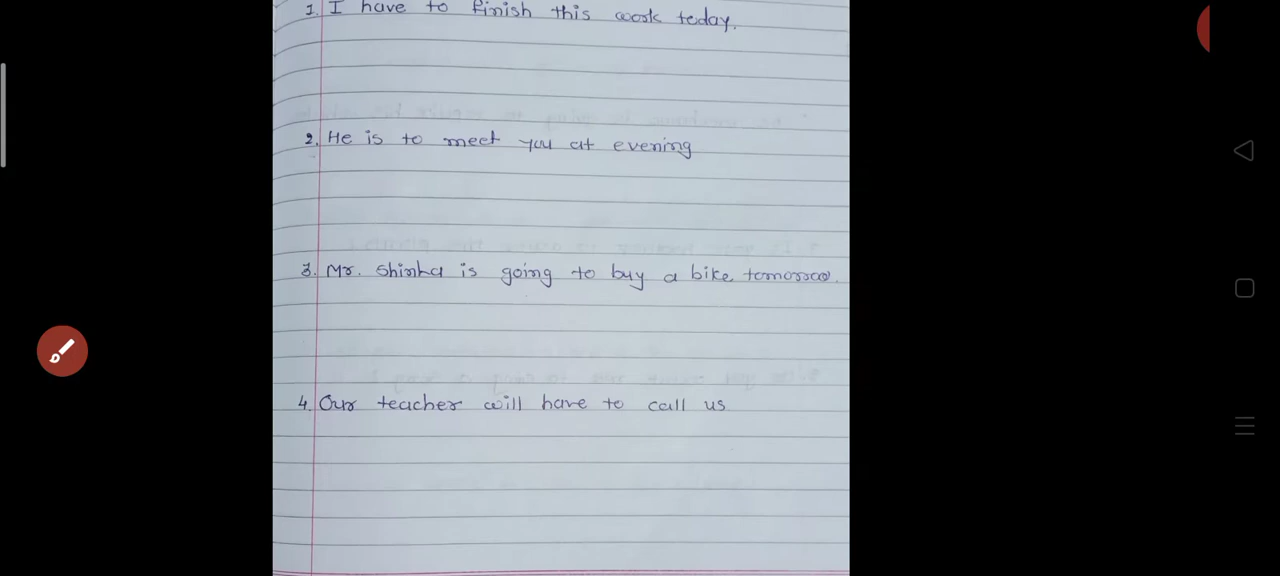 1. I have to finish this work today.
2. He is to meet you at evening
3. Mr. Shinha is going to buy a bike tomorrow.
4. Our teacher will have to call us